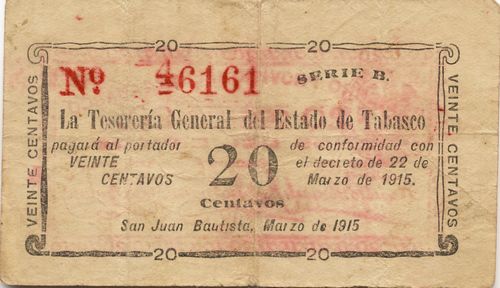 20 20
Nº 46161 SERIE B.
La Tesorería General del Estado de Tabasco
pagará al portador VEINTE CENTAVOS
20
Centavos
de conformidad con el decreto de 22 de Marzo de 1915.
San Juan Bautista, Marzo de 1915
VEINTE CENTAVOS
VEINTE CENTAVOS
20 20